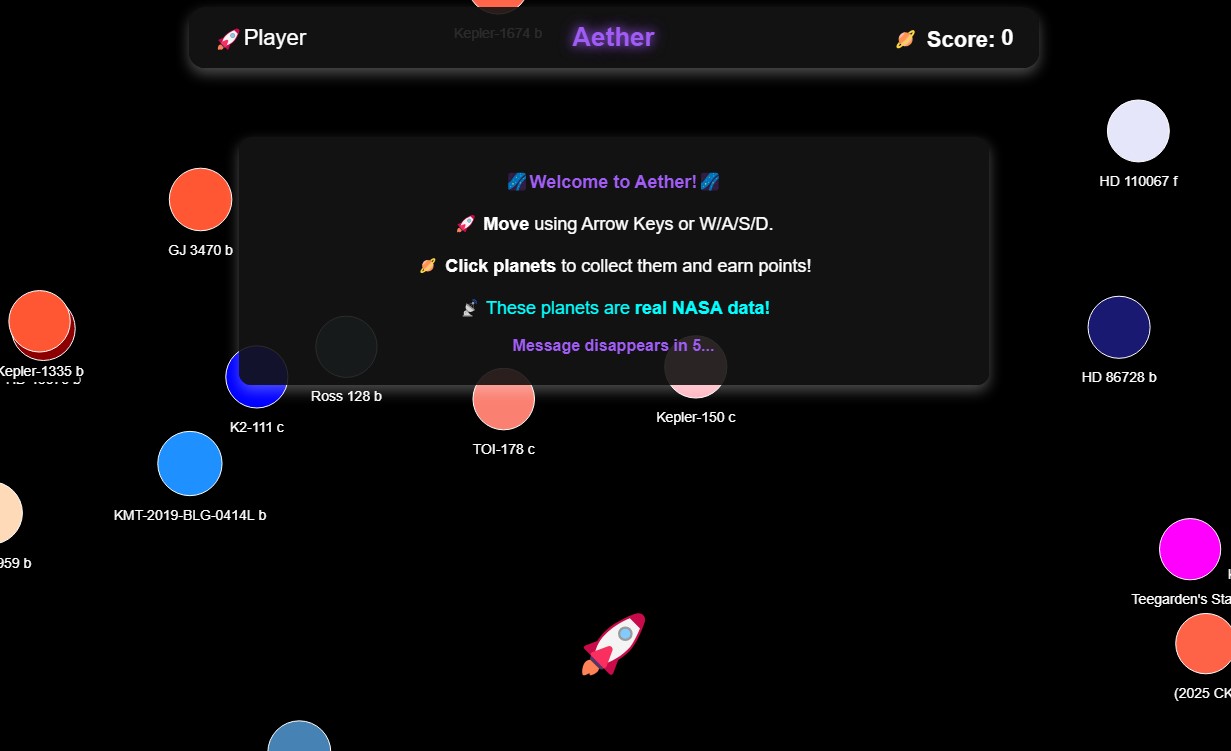 Player
Kepler-1674 b
Aether
Score: 0
HD 110067 f
Welcome to Aether!
Move using Arrow Keys or W/A/S/D.
GJ 3470 b
Click planets to collect them and earn points!
These planets are real NASA data!
Message disappears in 5...
Kepler-1335 b
HD 86728 b
Ross 128 b
Kepler-150 c
K2-111 c
TOI-178 c
KMT-2019-BLG-0414L b
959 b
Teegarden's Sta
(2025 CK